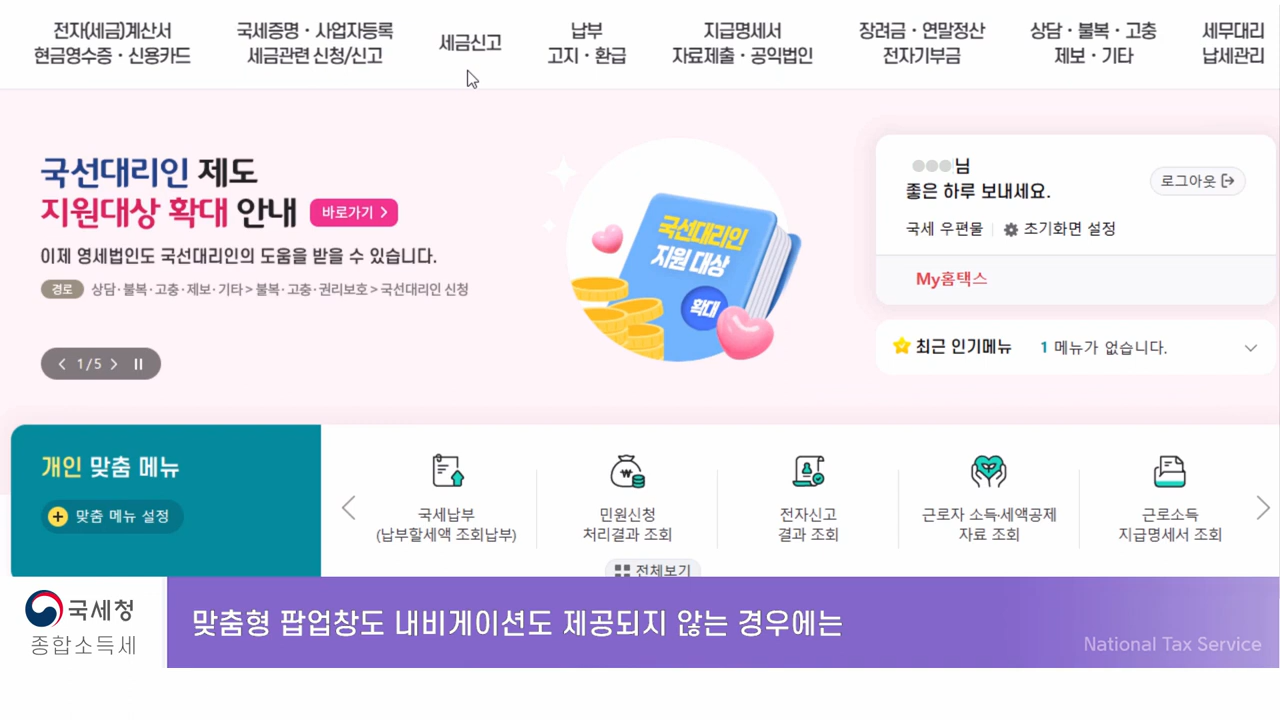 전자(세금)계산서
현금영수증·신용카드
국세증명·사업자등록
세금관련 신청/신고
세금신고
납부
고지·환급
지급명세서
자료제출·공익법인
장려금·연말정산
전자기부금
상담·불복·고충
제보·기타
세무대리
납세관리
국선대리인 제도
지원대상 확대 안내 바로가기 >
이제 영세법인도 국선대리인의 도움을 받을 수 있습니다.
경로 상담·불복·고충·제보·기타 > 불복·고충·권리보호 > 국선대리인 신청
< 1/5 >
국선대리인
지원 대상
확대
님
좋은 하루 보내세요.
로그아웃
국세 우편물 | 초기화면 설정
My홈택스
최근 인기메뉴 1 메뉴가 없습니다.
개인 맞춤 메뉴
맞춤 메뉴 설정
국세납부
(납부할세액 조회납부)
민원신청
처리결과 조회
전자신고
결과 조회
근로자 소득·세액공제
자료 조회
근로소득
지급명세서 조회
전체보기
국세청
종합소득세
맞춤형 팝업창도 내비게이션도 제공되지 않는 경우에는
National Tax Service